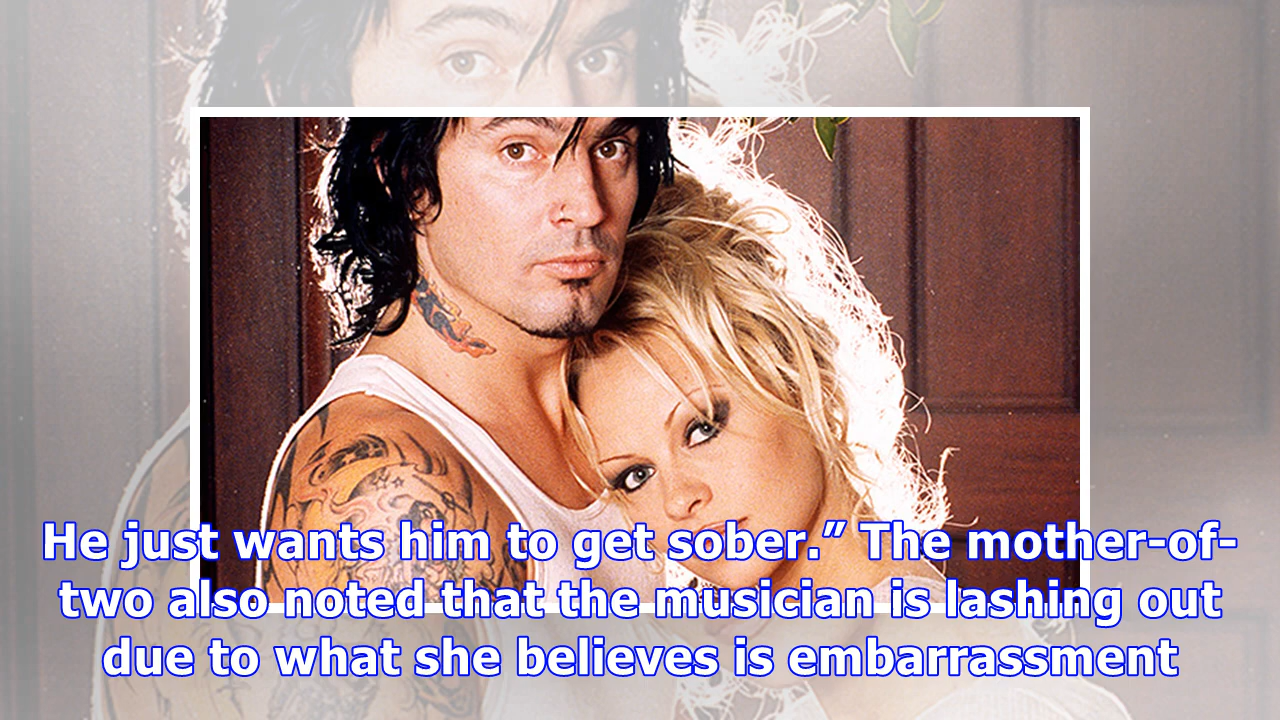 He just wants him to get sober.” The mother-of-
two also noted that the musician is lashing out
due to what she believes is embarrassment